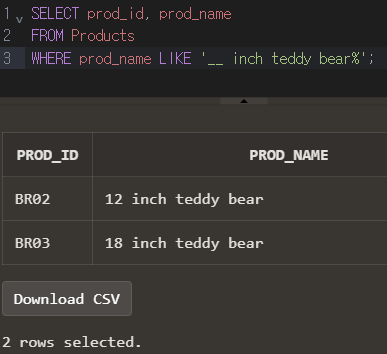 1 SELECT prod_id, prod_name
2 FROM Products
3 WHERE prod_name LIKE '__ inch teddy bear%';
PROD_ID PROD_NAME
BR02 12 inch teddy bear
BR03 18 inch teddy bear
Download CSV
2 rows selected.